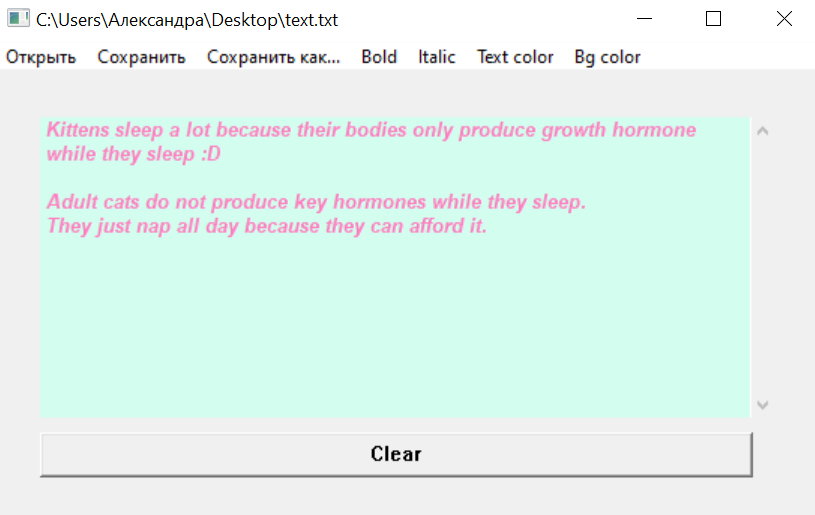 C:\Users\Александра\Desktop\text.txt
Открыть Сохранить Сохранить как... Bold Italic Text color Bg color
Kittens sleep a lot because their bodies only produce growth hormone
while they sleep :D
Adult cats do not produce key hormones while they sleep.
They just nap all day because they can afford it.
Clear